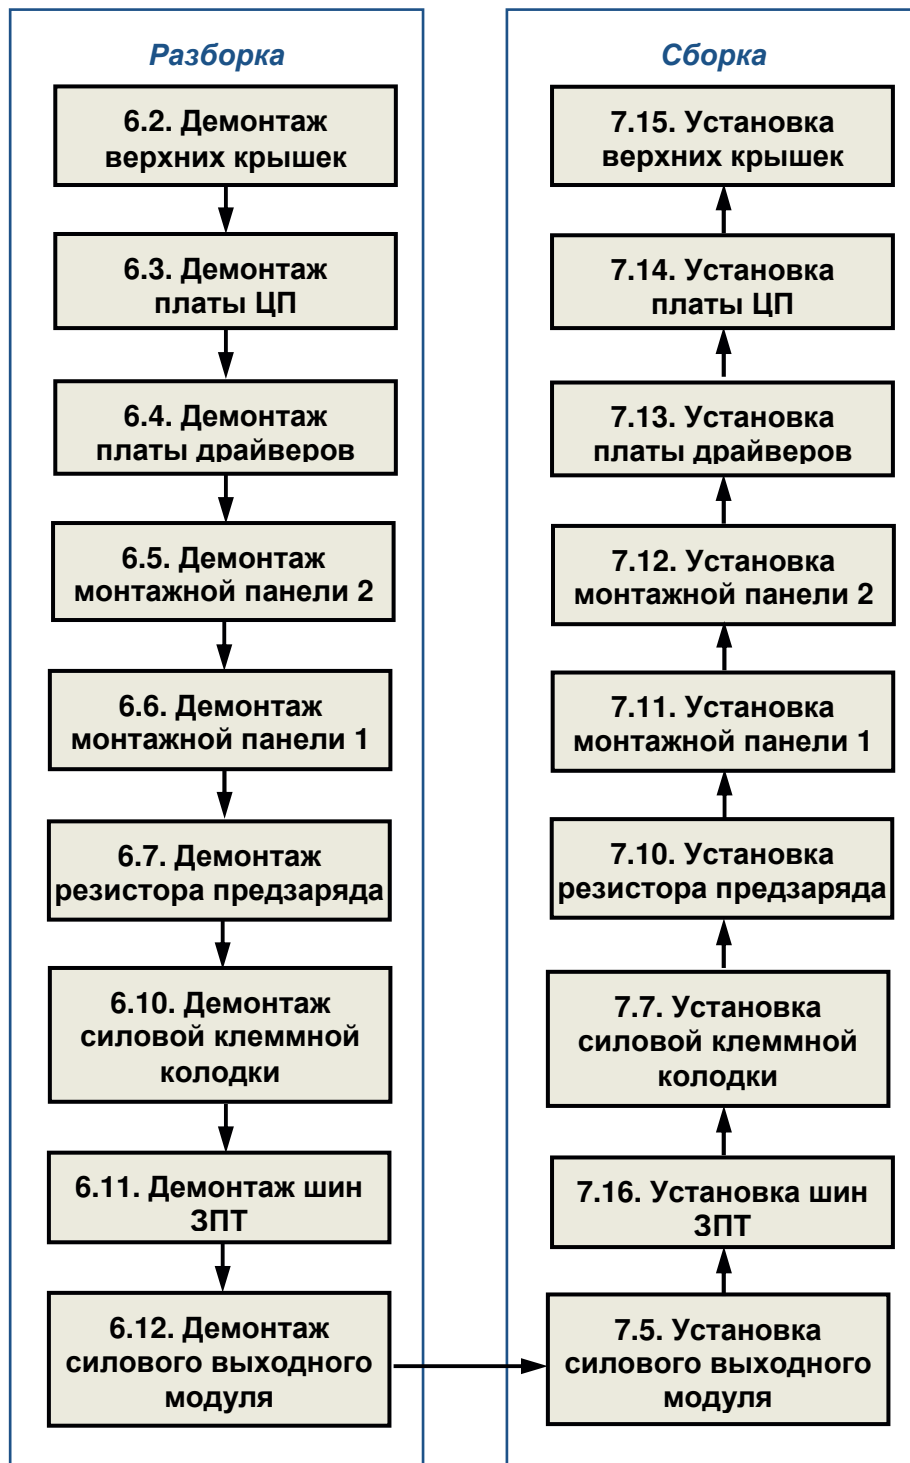 Разборка
6.2. Демонтаж
верхних крышек
6.3. Демонтаж
платы ЦП
6.4. Демонтаж
платы драйверов
6.5. Демонтаж
монтажной панели 2
6.6. Демонтаж
монтажной панели 1
6.7. Демонтаж
резистора предзаряда
6.10. Демонтаж
силовой клеммной
колодки
6.11. Демонтаж шин
ЗПТ
6.12. Демонтаж
силового выходного
модуля
Сборка
7.15. Установка
верхних крышек
7.14. Установка
платы ЦП
7.13. Установка
платы драйверов
7.12. Установка
монтажной панели 2
7.11. Установка
монтажной панели 1
7.10. Установка
резистора предзаряда
7.7. Установка
силовой клеммной
колодки
7.16. Установка шин
ЗПТ
7.5. Установка
силового выходного
модуля